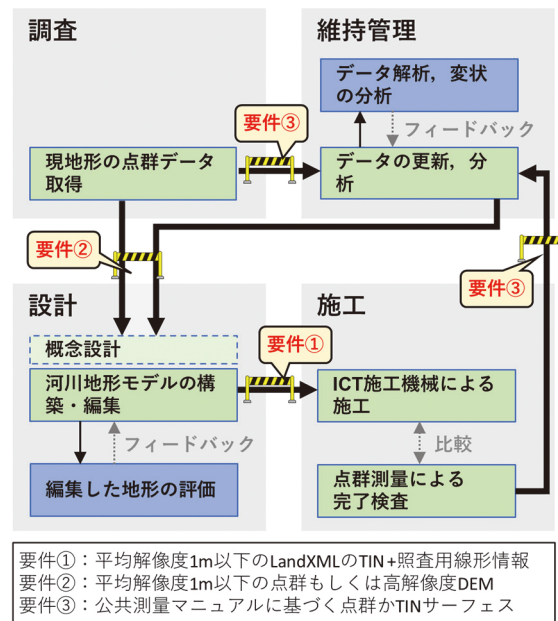 調査
維持管理
データ解析，変状
の分析
要件③
フィードバック
現地形の点群データ
取得
データの更新，分
析
要件②
要件③
設計
施工
概念設計
要件①
河川地形モデルの構
築・編集
ICT施工機械による
施工
フィードバック
比較
編集した地形の評価
点群測量による
完了検査
要件①：平均解像度1m以下のLandXMLのTIN+照査用線形情報
要件②：平均解像度1m以下の点群もしくは高解像度DEM
要件③：公共測量マニュアルに基づく点群かTINサーフェス